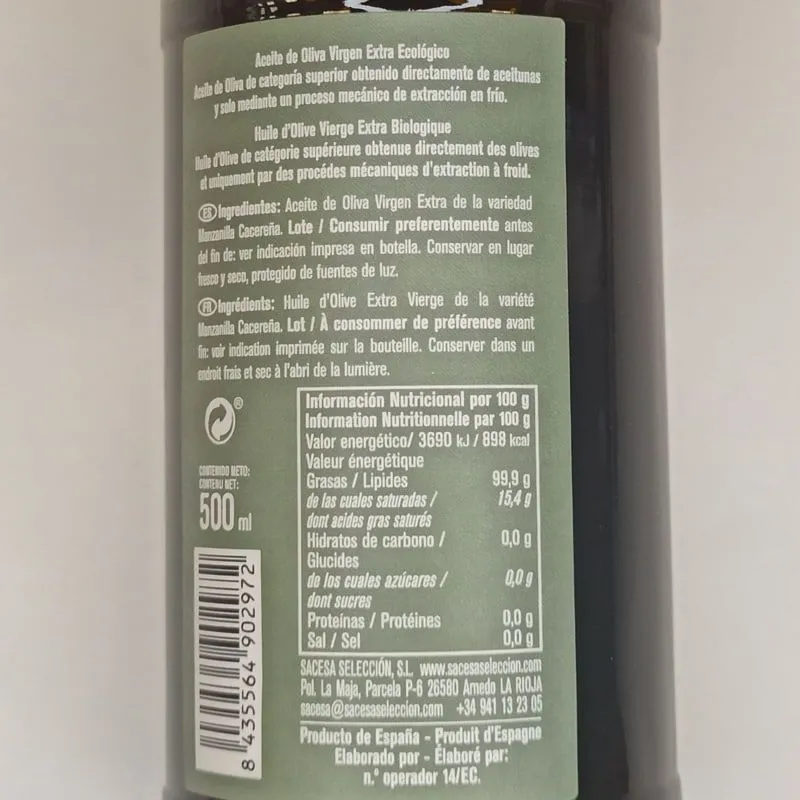 Aceite de Oliva Virgen Extra Ecológico
Aceite de Oliva de categoría superior obtenido directamente de aceitunas
y solo mediante un proceso mecánico de extracción en frío.
Huile d'Olive Vierge Extra Biologique
Huile d'Olive de catégorie supérieure obtenue directement des olives
et uniquement par des procédes mécaniques d'extraction à froid.
ES Ingredientes: Aceite de Oliva Virgen Extra de la variedad
Manzanilla Cacereña. Lote / Consumir preferentemente antes
del fin de: ver indicación impresa en botella. Conservar en lugar
fresco y seco, protegido de fuentes de luz.
FR Ingrédients: Huile d'Olive Extra Vierge de la variété
Manzanilla Cacereña. Lot / À consommer de préférence avant
fin: voir indication imprimée sur la bouteille. Conserver dans un
endroit frais et sec à l'abri de la lumière.
®
CONTENIDO NETO:
CONTENU NET:
500 ml
8 435564 902972
Información Nutricional por 100 g
Information Nutritionnelle par 100 g
Valor energético/ 3690 kJ / 898 kcal
Valeur énergétique
Grasas / Lipides 99,9 g
de las cuales saturadas / 15,4 g
dont acides gras saturés
Hidratos de carbono / 0,0 g
Glucides
de los cuales azúcares / 0,0 g
dont sucres
Proteínas / Protéines 0,0 g
Sal / Sel 0,0 g
SACESA SELECCIÓN, S.L. www.sacesaseleccion.com
Pol. La Maja, Parcela P-6 26580 Arnedo LA RIOJA
sacesa@sacesaseleccion.com +34 941 13 23 05
Producto de España - Produit d'Espagne
Elaborado por - Élaboré par:
n.º operador 14/EC.